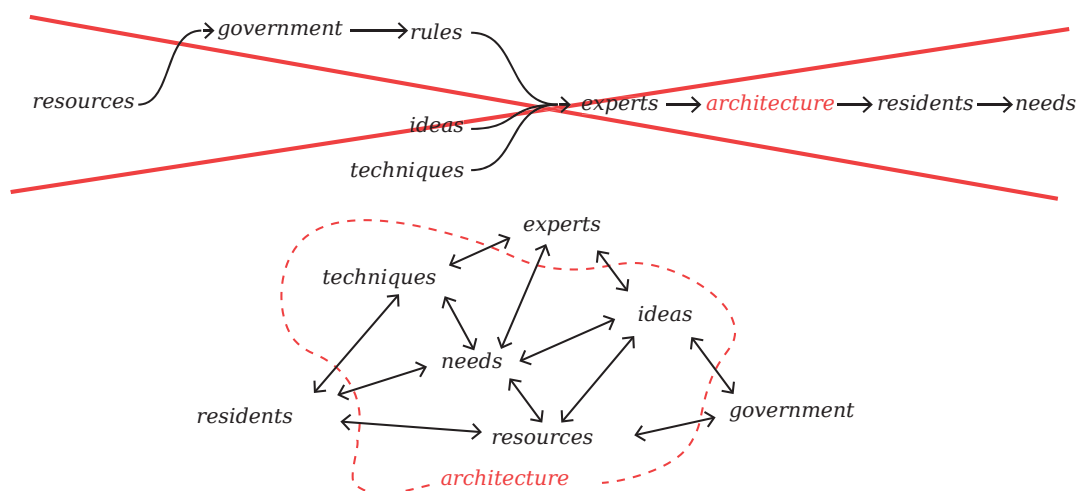 government rules
resources
experts architecture residents needs
ideas
techniques
experts
techniques
ideas
needs
residents
government
resources
architecture